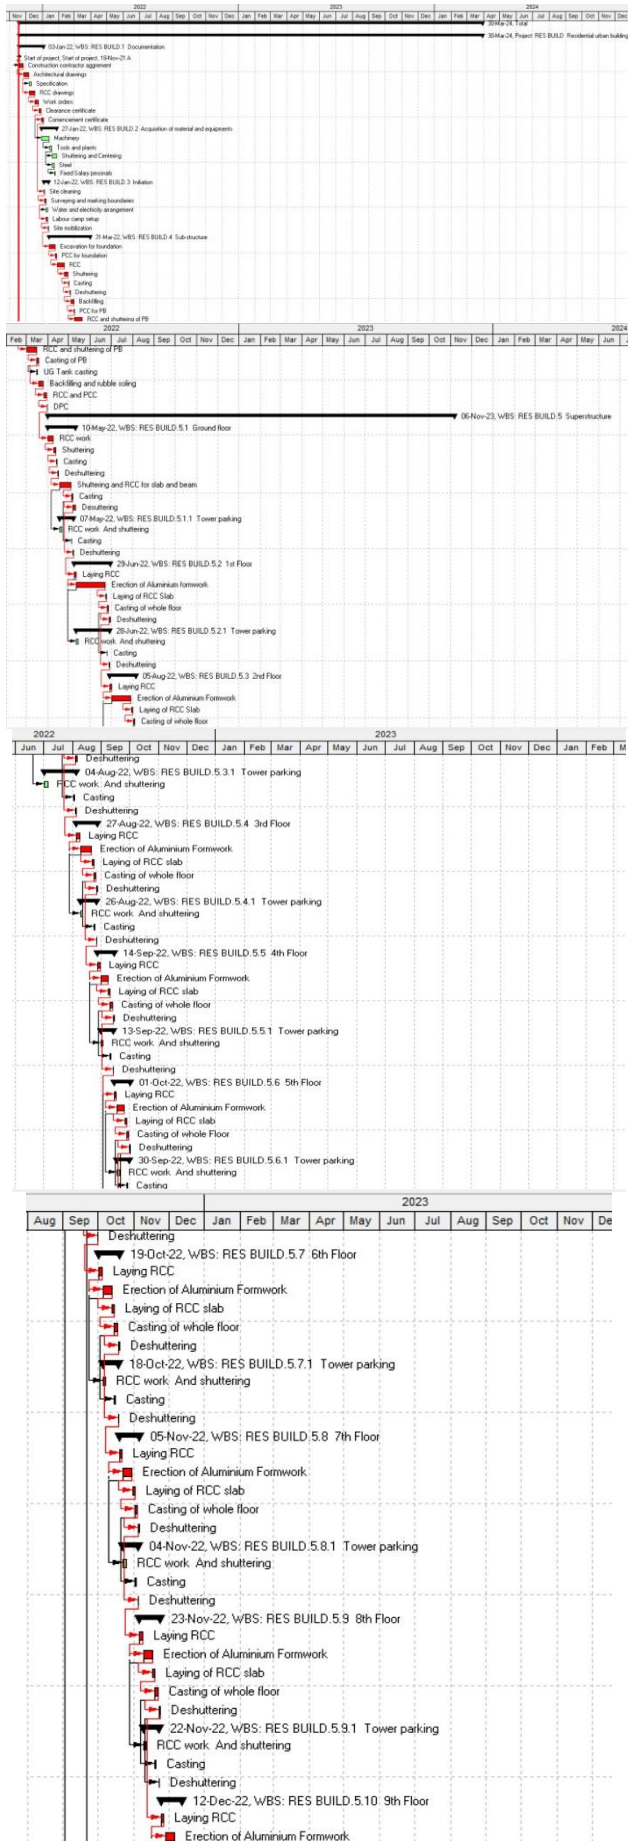 2022 2023 2024
Nov Dec Jan Feb Mar Apr May Jun Jul Aug Sep Oct Nov Dec Jan Feb Mar Apr May Jun Jul Aug Sep Oct Nov Dec Jan Feb Mar Apr May Jun Jul Aug Sep Oct Nov Dec
30-Mar-24, Total
30-Mar-24, Project: RES Residential urban building
03-Jan-22, WBS: RES BUILD.1 Documentation
Start of project, Start of project, 18-Nov-21 A
Construction contractor aggrement
Architectural drawings
Specification
RCC drawings
Work orders
Clearance certificate
Comencement certificate
27-Jan-22, WBS: RES BUILD.2 Acquisition of material and equipments
Machinery
Tools and plants
Shuttering and Centering
Steel
Fixed Salary pesonals
12-Jan-22, WBS: RES BUILD.3 Initiation
Site cleaning
Surveying and marking boundaries
Water and electricity arrangement
Labour camp setup
Site mobilization
31-Mar-22, WBS: RES BUILD.4 Sub-structure
Excavation for foundation
PCC for foundation
RCC
Shuttering
Casting
Deshuttering
Backfilling
PCC for PB
RCC and shuttering of PB
2022 2023 2024
Feb Mar Apr May Jun Jul Aug Sep Oct Nov Dec Jan Feb Mar Apr May Jun Jul Aug Sep Oct Nov Dec Jan Feb Mar Apr May
RCC and shuttering of PB
Casting of PB
UG Tank casting
Backfilling and rubble soling
RCC and PCC
DPC
06-Nov-23, WBS: RES BUILD.5 Superstructure
10-May-22, WBS: RES BUILD.5.1 Ground floor
RCC work
Shuttering
Casting
Deshuttering
Shuttering and RCC for slab and beam
Casting
Desuttering
07-May-22, WBS: RES BUILD.5.1.1 Tower parking
RCC work And shuttering
Casting
Deshuttering
29-Jun-22, WBS: RES BUILD.5.2 1st Floor
Laying RCC
Erection of Aluminium formwork
Laying of RCC Slab
Casting of whole floor
Deshuttering
28-Jun-22, WBS: RES BUILD.5.2.1 Tower parking
RCC work And shuttering
Casting
Deshuttering
05-Aug-22, WBS: RES BUILD.5.3 2nd Floor
Laying RCC
Erection of Aluminium Formwork
Laying of RCC Slab
Casting of whole floor
2022 2023
Jun Jul Aug Sep Oct Nov Dec Jan Feb Mar Apr May Jun Jul Aug Sep Oct Nov Dec Jan Feb M
Deshuttering
04-Aug-22, WBS: RES BUILD.5.3.1 Tower parking
RCC work And shuttering
Casting
Deshuttering
27-Aug-22, WBS: RES BUILD.5.4 3rd Floor
Laying RCC
Erection of Aluminium Formwork
Laying of RCC slab
Casting of whole floor
Deshuttering
26-Aug-22, WBS: RES BUILD.5.4.1 Tower parking
RCC work And shuttering
Casting
Deshuttering
14-Sep-22, WBS: RES BUILD.5.5 4th Floor
Laying RCC
Erection of Aluminium Formwork
Laying of RCC slab
Casting of whole floor
Deshuttering
13-Sep-22, WBS: RES BUILD.5.5.1 Tower parking
RCC work And shuttering
Casting
Deshuttering
01-Oct-22, WBS: RES BUILD.5.6 5th Floor
Laying RCC
Erection of Aluminium Formwork
Laying of RCC slab
Casting of whole Floor
Deshuttering
30-Sep-22, WBS: RES BUILD.5.6.1 Tower parking
RCC work And shuttering
Casting
2023
Aug Sep Oct Nov Dec Jan Feb Mar Apr May Jun Jul Aug Sep Oct Nov De
Deshuttering
19-Oct-22, WBS: RES BUILD.5.7 6th Floor
Laying RCC
Erection of Aluminium Formwork
Laying of RCC slab
Casting of whole floor
Deshuttering
18-Oct-22, WBS: RES BUILD.5.7.1 Tower parking
RCC work And shuttering
Casting
Deshuttering
05-Nov-22, WBS: RES BUILD.5.8 7th Floor
Laying RCC
Erection of Aluminium Formwork
Laying of RCC slab
Casting of whole floor
Deshuttering
04-Nov-22, WBS: RES BUILD.5.8.1 Tower parking
RCC work And shuttering
Casting
Deshuttering
23-Nov-22, WBS: RES BUILD.5.9 8th Floor
Laying RCC
Erection of Aluminium Formwork
Laying of RCC slab
Casting of whole floor
Deshuttering
22-Nov-22, WBS: RES BUILD.5.9.1 Tower parking
RCC work And shuttering
Casting
Deshuttering
12-Dec-22, WBS: RES BUILD.5.10 9th Floor
Laying RCC
Erection of Aluminium Formwork